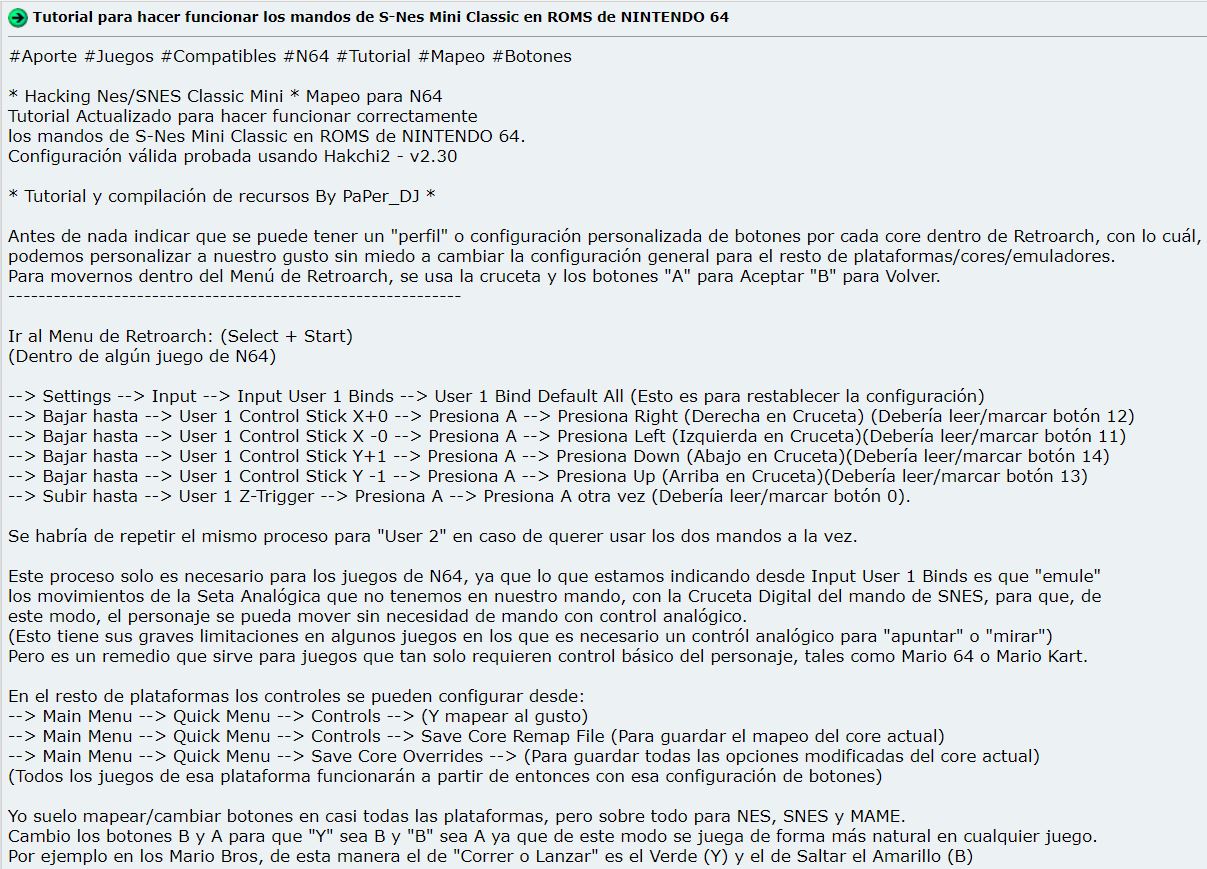 Tutorial para hacer funcionar los mandos de S-Nes Mini Classic en ROMS de NINTENDO 64
#Aporte #Juegos #Compatibles #N64 #Tutorial #Mapeo #Botones
* Hacking Nes/SNES Classic Mini * Mapeo para N64
Tutorial Actualizado para hacer funcionar correctamente
los mandos de S-Nes Mini Classic en ROMS de NINTENDO 64.
Configuración válida probada usando Hakchi2 - v2.30
* Tutorial y compilación de recursos By PaPer_DJ *
Antes de nada indicar que se puede tener un "perfil" o configuración personalizada de botones por cada core dentro de Retroarch, con lo cuál,
podemos personalizar a nuestro gusto sin miedo a cambiar la configuración general para el resto de plataformas/cores/emuladores.
Para movernos dentro del Menú de Retroarch, se usa la cruceta y los botones "A" para Aceptar "B" para Volver.
------------------------------------------------------------
Ir al Menu de Retroarch: (Select + Start)
(Dentro de algún juego de N64)
--> Settings --> Input --> Input User 1 Binds --> User 1 Bind Default All (Esto es para restablecer la configuración)
--> Bajar hasta --> User 1 Control Stick X+0 --> Presiona A --> Presiona Right (Derecha en Cruceta) (Debería leer/marcar botón 12)
--> Bajar hasta --> User 1 Control Stick X -0 --> Presiona A --> Presiona Left (Izquierda en Cruceta)(Debería leer/marcar botón 11)
--> Bajar hasta --> User 1 Control Stick Y+1 --> Presiona A --> Presiona Down (Abajo en Cruceta)(Debería leer/marcar botón 14)
--> Bajar hasta --> User 1 Control Stick Y -1 --> Presiona A --> Presiona Up (Arriba en Cruceta)(Debería leer/marcar botón 13)
--> Subir hasta --> User 1 Z-Trigger --> Presiona A --> Presiona A otra vez (Debería leer/marcar botón 0).
Se habría de repetir el mismo proceso para "User 2" en caso de querer usar los dos mandos a la vez.
Este proceso solo es necesario para los juegos de N64, ya que lo que estamos indicando desde Input User 1 Binds es que "emule"
los movimientos de la Seta Analógica que no tenemos en nuestro mando, con la Cruceta Digital del mando de SNES, para que, de
este modo, el personaje se pueda mover sin necesidad de mando con control analógico.
(Esto tiene sus graves limitaciones en algunos juegos en los que es necesario un contról analógico para "apuntar" o "mirar")
Pero es un remedio que sirve para juegos que tan solo requieren control básico del personaje, tales como Mario 64 o Mario Kart.
En el resto de plataformas los controles se pueden configurar desde:
--> Main Menu --> Quick Menu --> Controls --> (Y mapear al gusto)
--> Main Menu --> Quick Menu --> Controls --> Save Core Remap File (Para guardar el mapeo del core actual)
--> Main Menu --> Quick Menu --> Save Core Overrides --> (Para guardar todas las opciones modificadas del core actual)
(Todos los juegos de esa plataforma funcionarán a partir de entonces con esa configuración de botones)
Yo suelo mapear/cambiar botones en casi todas las plataformas, pero sobre todo para NES, SNES y MAME.
Cambio los botones B y A para que "Y" sea B y "B" sea A ya que de este modo se juega de forma más natural en cualquier juego.
Por ejemplo en los Mario Bros, de esta manera el de "Correr o Lanzar" es el Verde (Y) y el de Saltar el Amarillo (B)